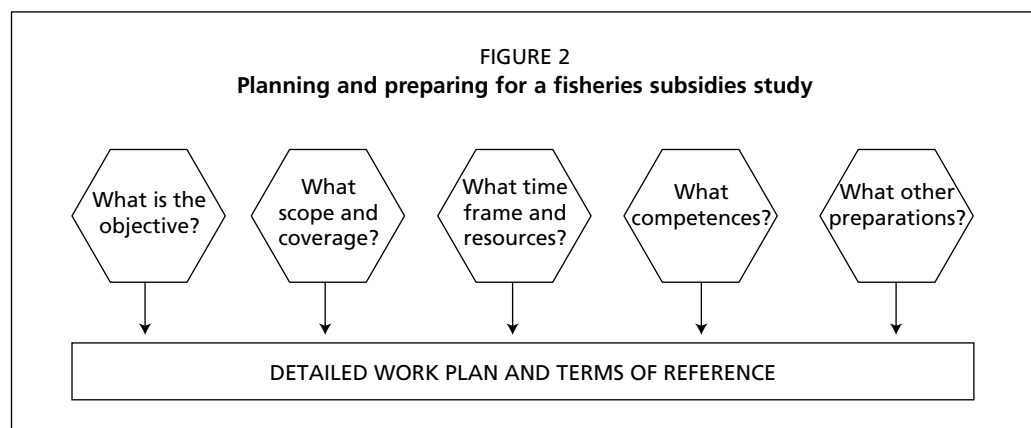 FIGURE 2
Planning and preparing for a fisheries subsidies study
What is the
objective?
What
scope and
coverage?
What time
frame and
resources?
What
competences?
What other
preparations?
DETAILED WORK PLAN AND TERMS OF REFERENCE